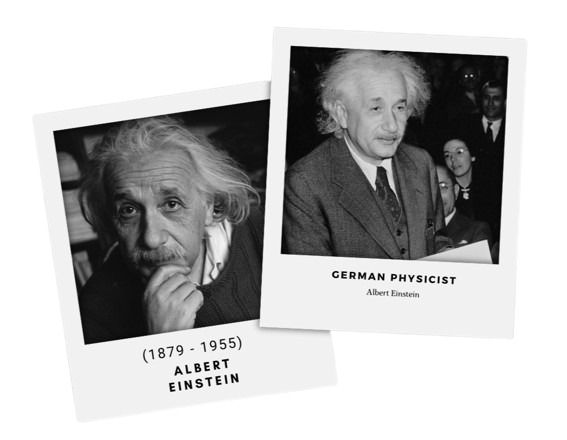 (1879 - 1955)
ALBERT
EINSTEIN
GERMAN PHYSICIST
Albert Einstein